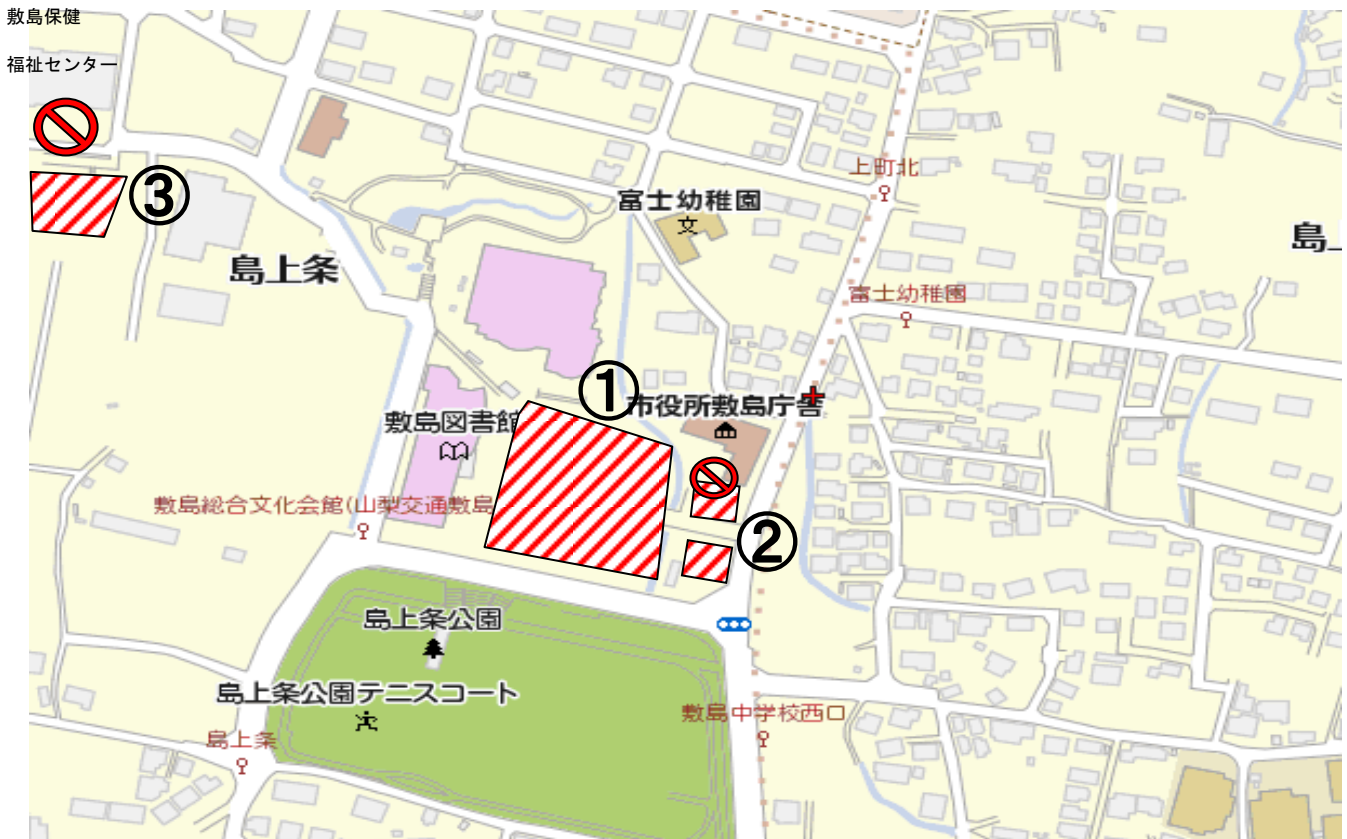 敷島保健
福祉センター
③
上町北
富士幼稚園
島上条
富士幼稚園
①
市役所敷島庁舎
敷島図書館
敷島総合文化会館(山梨交通敷島
②
島上条公園
島上条公園テニスコート
敷島中学校西口
島上条